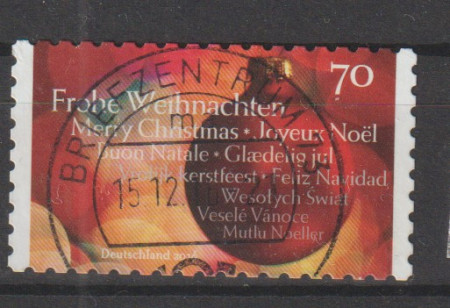 70
Frohe Weihnachten
Merry Christmas • Joyeux Noël
Buon Natale • Glædelig jul
kerstfeest • Feliz Navidad
Wesołych Świąt
Veselé Vánoce
Mutlu Noeller
Deutschland 2016
BRIEFZENTRUM
m
15.12.